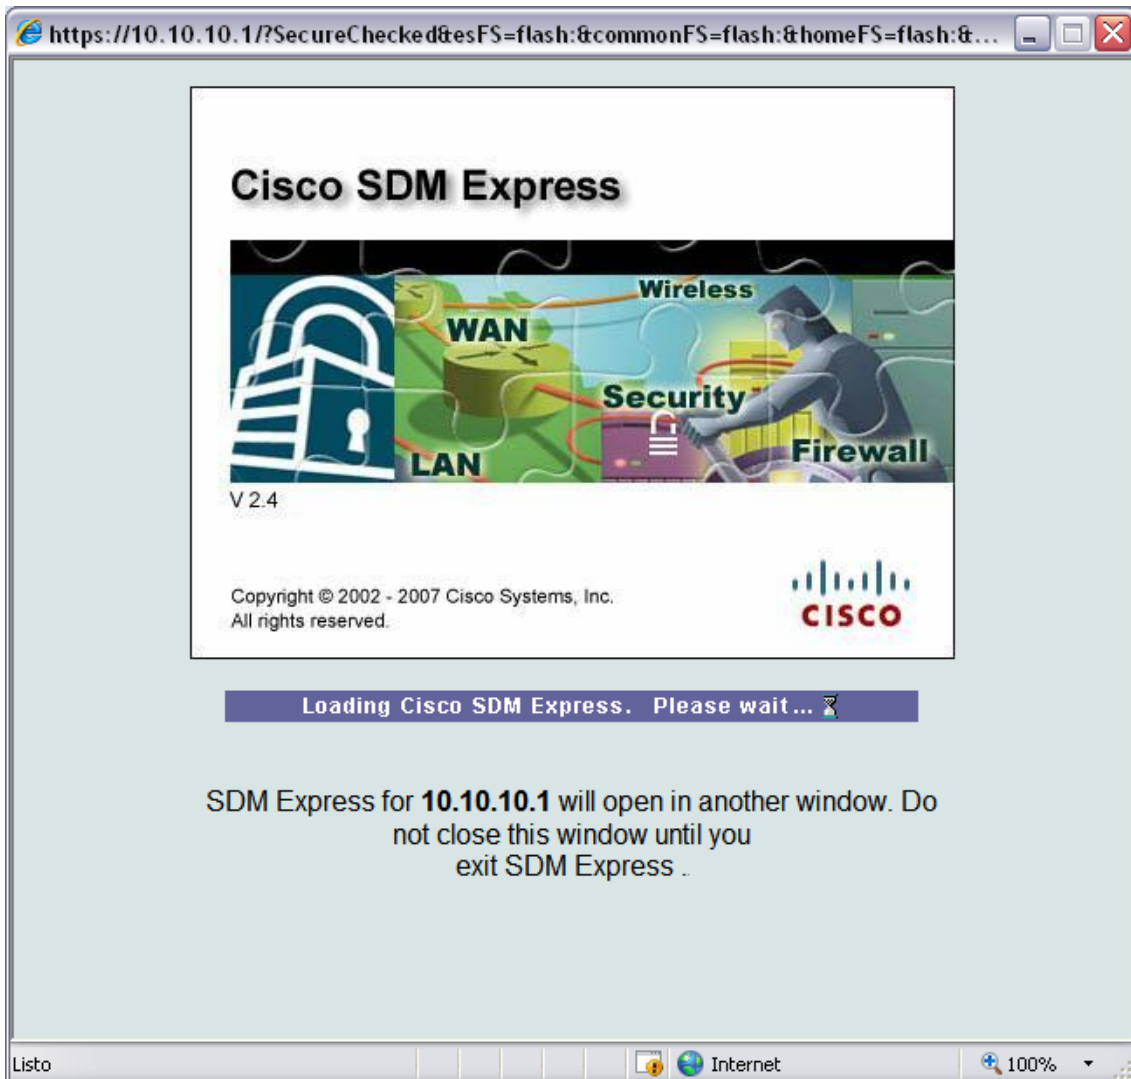 https://10.10.10.1/?SecureChecked&esFS=flash:&commonFS=flash:&homeFS=flash:&...
Cisco SDM Express
Wireless
WAN
Security
Firewall
LAN
V 2.4
Copyright © 2002 - 2007 Cisco Systems, Inc.
All rights reserved.
CISCO
Loading Cisco SDM Express. Please wait...
SDM Express for 10.10.10.1 will open in another window. Do
not close this window until you
exit SDM Express .
Listo
Internet
100%